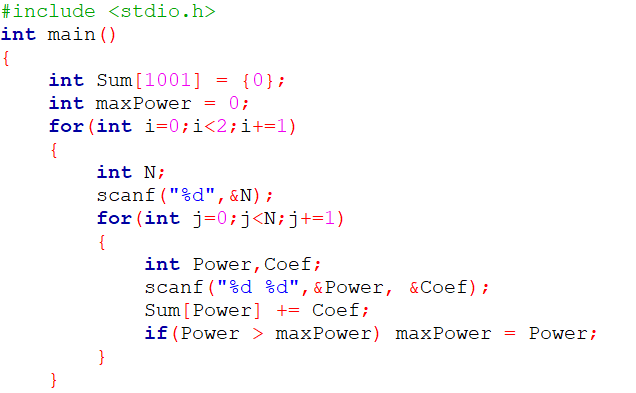 #include <stdio.h>
int main()
{
    int Sum[1001] = {0};
    int maxPower = 0;
    for(int i=0;i<2;i+=1)
    {
        int N;
        scanf("%d",&N);
        for(int j=0;j<N;j+=1)
        {
            int Power,Coef;
            scanf("%d %d",&Power, &Coef);
            Sum[Power] += Coef;
            if(Power > maxPower) maxPower = Power;
        }
    }